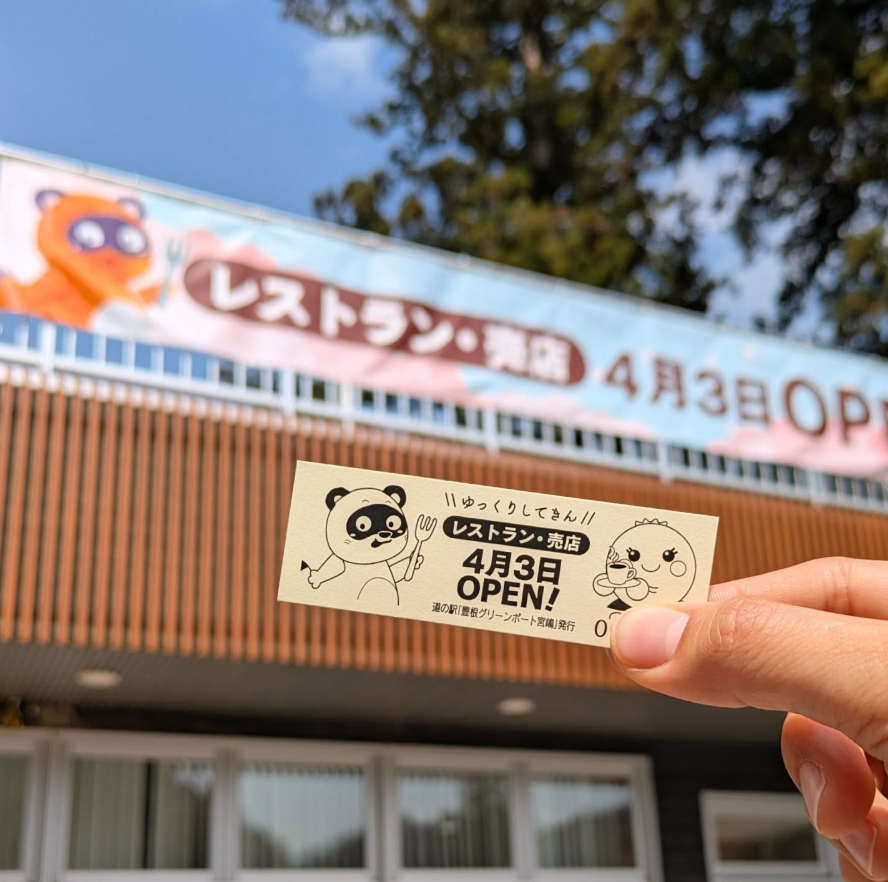 レストラン・売店 4月3日OP
\\ゆっくりしてきん//
レストラン・売店
4月3日
OPEN!
道の駅「豊根グリーンポート宮嶋」発行
0